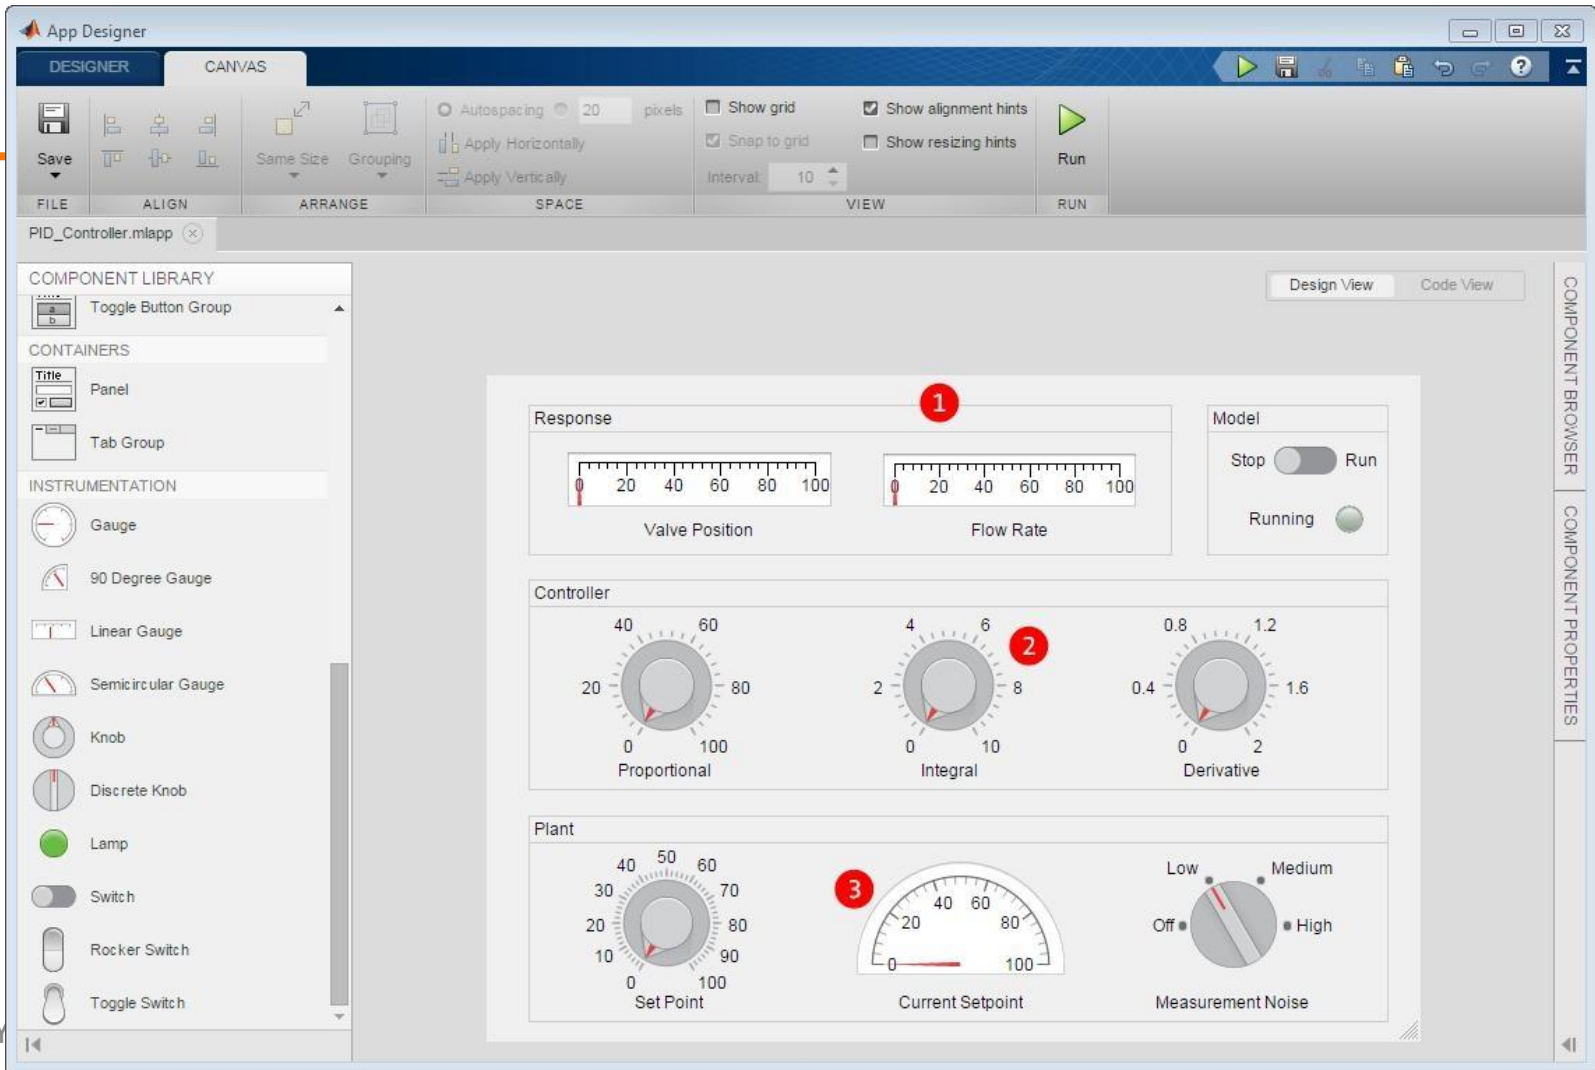 App Designer
DESIGNER CANVAS
Save
Same Size Grouping
Autospacing 20 pixels
Apply Horizontally
Apply Vertically
Show grid
Snap to grid
Interval: 10
Show alignment hints
Show resizing hints
Run
FILE ALIGN ARRANGE SPACE VIEW RUN
PID_Controller.mlapp
COMPONENT LIBRARY
Toggle Button Group
CONTAINERS
Title
Panel
Tab Group
INSTRUMENTATION
Gauge
90 Degree Gauge
Linear Gauge
Semicircular Gauge
Knob
Discrete Knob
Lamp
Switch
Rocker Switch
Toggle Switch
Design View Code View
COMPONENT BROWSER
COMPONENT PROPERTIES
1
Response
0 20 40 60 80 100
Valve Position
0 20 40 60 80 100
Flow Rate
Model
Stop Run
Running
Controller
2
0 20 40 60 80 100
Proportional
0 2 4 6 8 10
Integral
0 0.4 0.8 1.2 1.6 2
Derivative
Plant
3
0 10 20 30 40 50 60 70 80 90 100
Set Point
0 20 40 60 80 100
Current Setpoint
Off Low Medium High
Measurement Noise